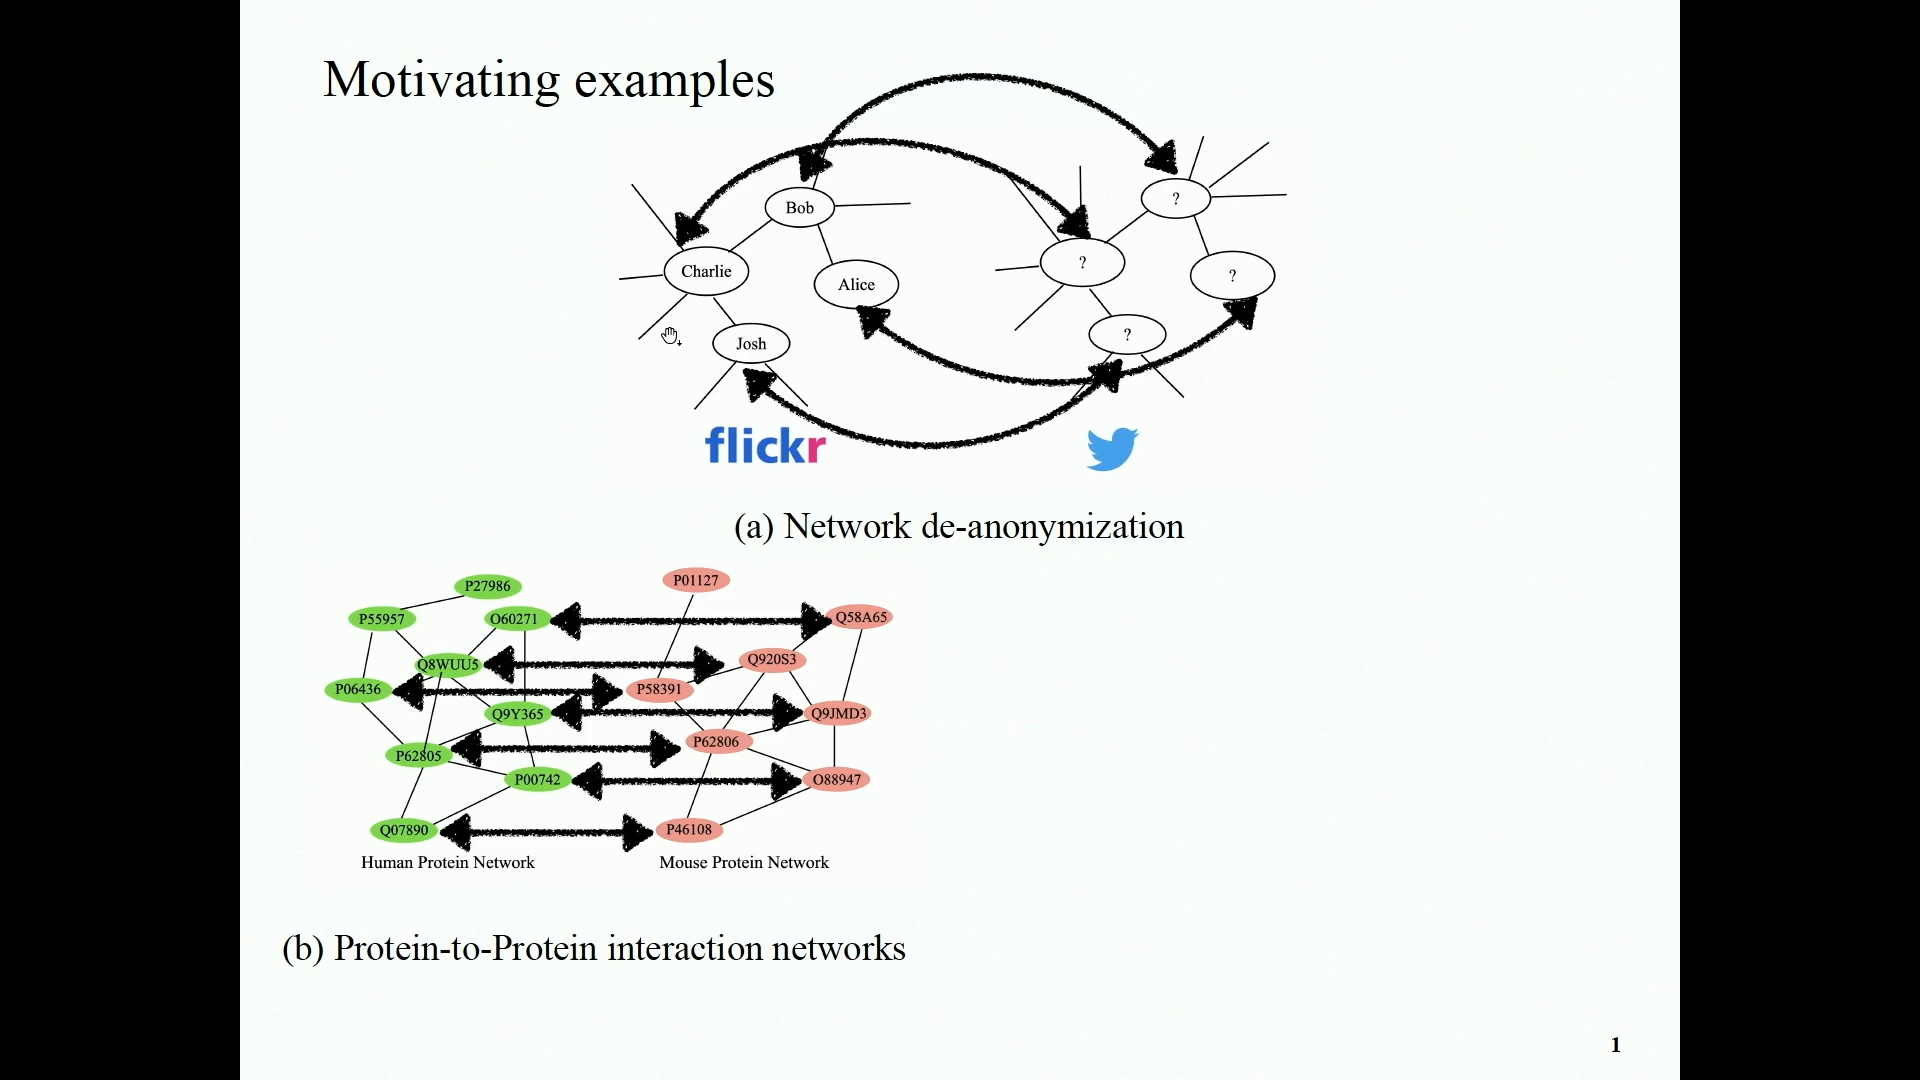 Motivating examples
Bob
Charlie
Alice
Josh
?
?
?
?
flickr
(a) Network de-anonymization
P27986
P55957
O60271
Q8WUU5
P06436
Q9Y365
P62805
P00742
Q07890
Human Protein Network
P01127
Q58A65
Q920S3
P58391
Q9JMD3
P62806
O88947
P46108
Mouse Protein Network
(b) Protein-to-Protein interaction networks
1